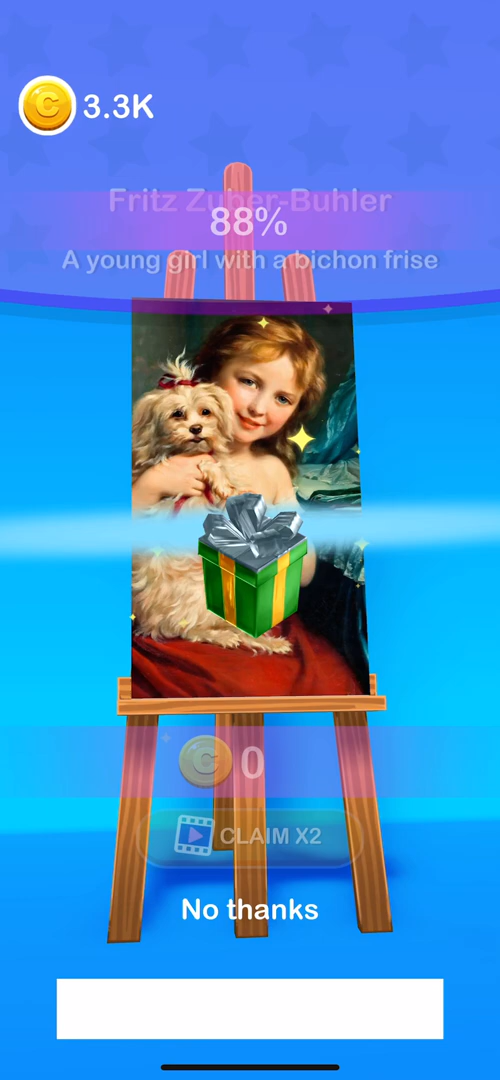 3.3K
Fritz Zuber-Buhler
88%
A young girl with a bichon frise
0
CLAIM X2
No thanks